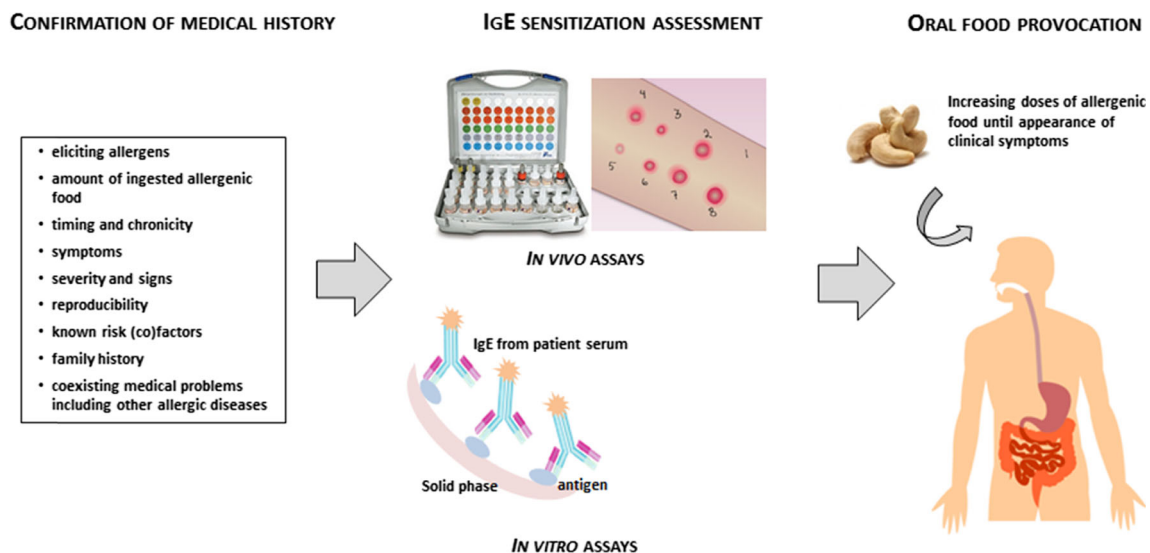 CONFIRMATION OF MEDICAL HISTORY
• eliciting allergens
• amount of ingested allergenic
food
• timing and chronicity
• symptoms
• severity and signs
• reproducibility
• known risk (co)factors
• family history
• coexisting medical problems
including other allergic diseases
IGE SENSITIZATION ASSESSMENT
4
3
2
1
5
6
7
8
IN VIVO ASSAYS
IgE from patient serum
Solid phase
antigen
IN VITRO ASSAYS
ORAL FOOD PROVOCATION
Increasing doses of allergenic
food until appearance of
clinical symptoms